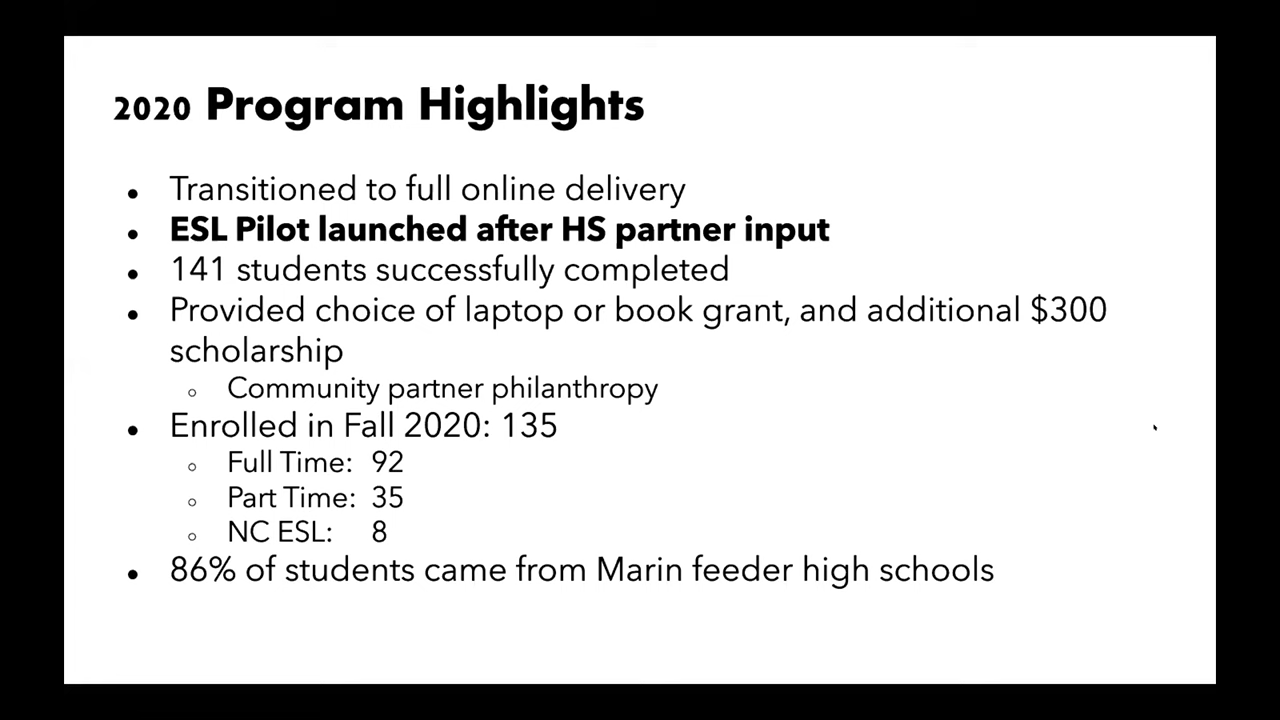 2020 Program Highlights
• Transitioned to full online delivery
• ESL Pilot launched after HS partner input
• 141 students successfully completed
• Provided choice of laptop or book grant, and additional $300
scholarship
○ Community partner philanthropy
• Enrolled in Fall 2020: 135
○ Full Time: 92
○ Part Time: 35
○ NC ESL: 8
• 86% of students came from Marin feeder high schools